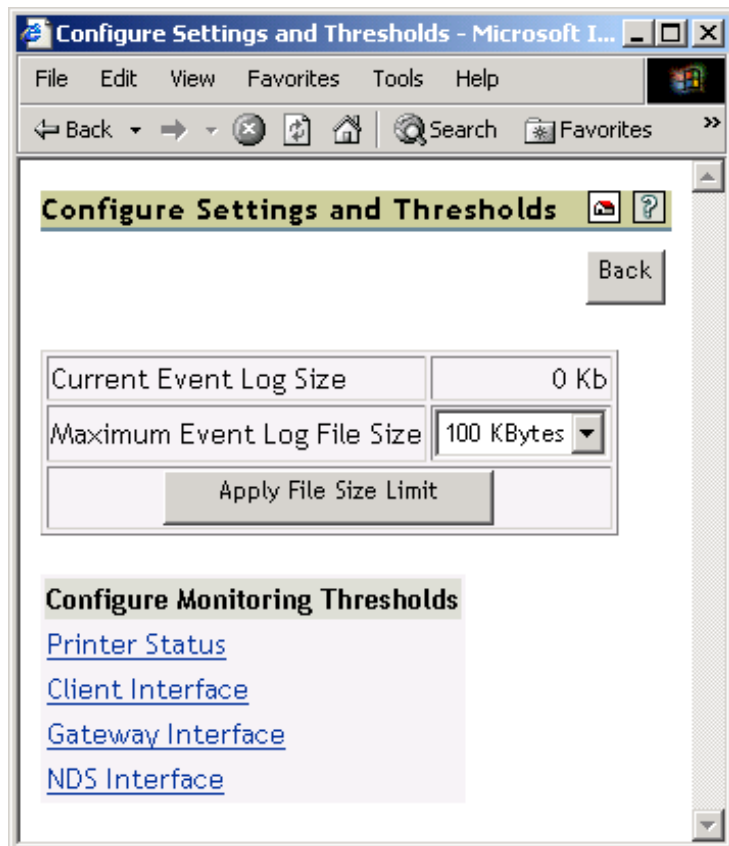 Configure Settings and Thresholds - Microsoft I...
File Edit View Favorites Tools Help
Back Search Favorites »
Configure Settings and Thresholds ?
Back
Current Event Log Size 0 Kb
Maximum Event Log File Size 100 KBytes
Apply File Size Limit
Configure Monitoring Thresholds
Printer Status
Client Interface
Gateway Interface
NDS Interface